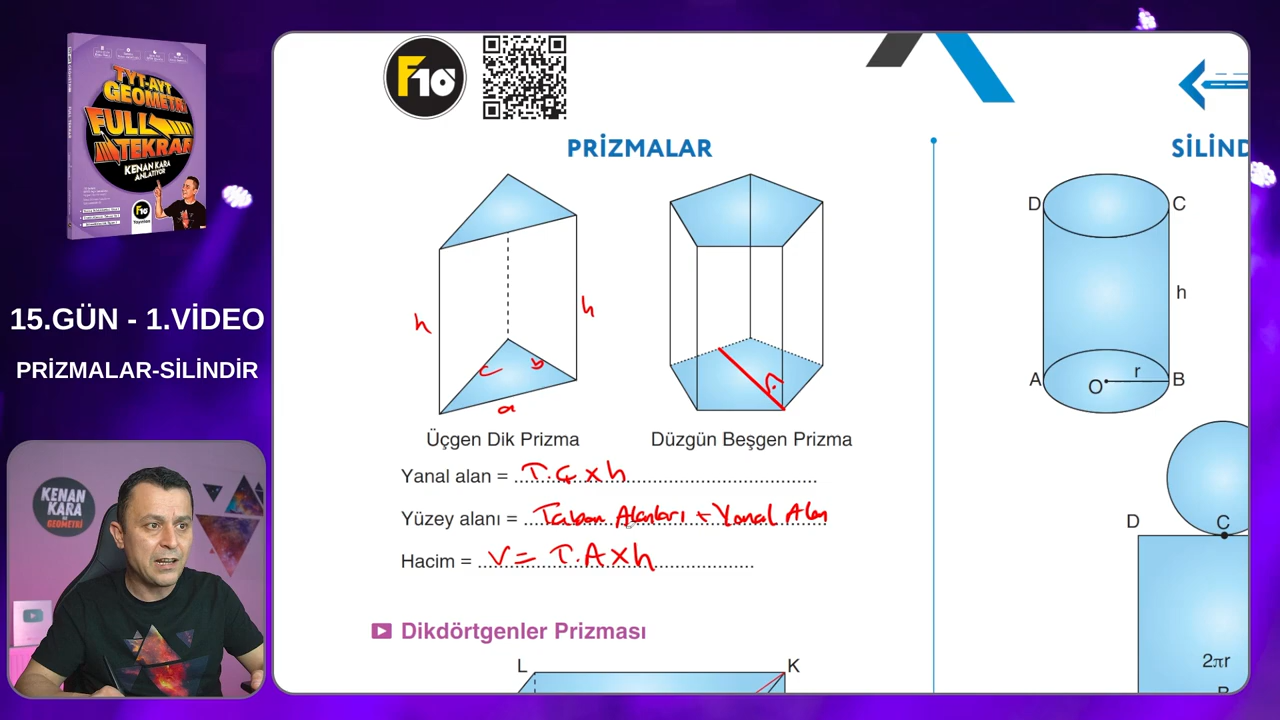 TYT-AYT
GEOMETRİ
FULL
TEKRAR
KENAN KARA
ANLATIYOR
F10
15.GÜN - 1.VİDEO
PRİZMALAR-SİLİNDİR
KENAN
KARA
ile
GEOMETRİ
F10
PRİZMALAR
h
h
c
b
a
Üçgen Dik Prizma
Düzgün Beşgen Prizma
Yanal alan = T.Ç x h
Yüzey alanı = Taban Alanları + Yanal Alan
Hacim = V = T.A x h
Dikdörtgenler Prizması
L
K
SİLİND
D
C
h
A
O
r
B
D
C
2πr